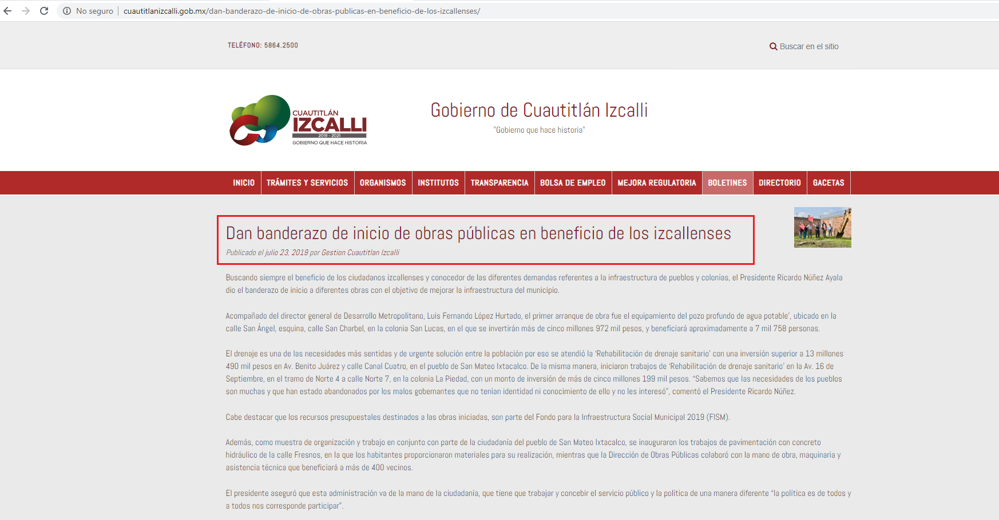 No seguro
cuautitlanizcalli.gob.mx/dan-banderazo-de-inicio-de-obras-publicas-en-beneficio-de-los-izcallenses/
TELÉFONO: 5864.2500
Buscar en el sitio
CUAUTITLÁN
IZCALLI
2019 - 2021
GOBIERNO QUE HACE HISTORIA
Gobierno de Cuautitlán Izcalli
"Gobierno que hace historia"
INICIO TRÁMITES Y SERVICIOS ORGANISMOS INSTITUTOS TRANSPARENCIA BOLSA DE EMPLEO MEJORA REGULATORIA BOLETINES DIRECTORIO GACETAS
Dan banderazo de inicio de obras públicas en beneficio de los izcallenses
Publicado el julio 23, 2019 por Gestion Cuautitlan Izcalli
Buscando siempre el beneficio de los ciudadanos izcallenses y conocedor de las diferentes demandas referentes a la infraestructura de pueblos y colonias, el Presidente Ricardo Núñez Ayala
dio el banderazo de inicio a diferentes obras con el objetivo de mejorar la infraestructura del municipio.
Acompañado del director general de Desarrollo Metropolitano, Luis Fernando López Hurtado, el primer arranque de obra fue el equipamiento del pozo profundo de agua potable’, ubicado en la
calle San Ángel, esquina, calle San Charbel, en la colonia San Lucas, en el que se invertirán más de cinco millones 972 mil pesos, y beneficiará aproximadamente a 7 mil 758 personas.
El drenaje es una de las necesidades más sentidas y de urgente solución entre la población por eso se atendió la ‘Rehabilitación de drenaje sanitario’ con una inversión superior a 13 millones
490 mil pesos en Av. Benito Juárez y calle Canal Cuatro, en el pueblo de San Mateo Ixtacalco. De la misma manera, iniciaron trabajos de ‘Rehabilitación de drenaje sanitario’ en la Av. 16 de
Septiembre, en el tramo de Norte 4 a calle Norte 7, en la colonia La Piedad, con un monto de inversión de más de cinco millones 199 mil pesos. “Sabemos que las necesidades de los pueblos
son muchas y que han estado abandonados por los malos gobernantes que no tenían identidad ni conocimiento de ello y no les interesó”, comentó el Presidente Ricardo Núñez.
Cabe destacar que los recursos presupuestales destinados a las obras iniciadas, son parte del Fondo para la Infraestructura Social Municipal 2019 (FISM).
Además, como muestra de organización y trabajo en conjunto con parte de la ciudadanía del pueblo de San Mateo Ixtacalco, se inauguraron los trabajos de pavimentación con concreto
hidráulico de la calle Fresnos, en la que los habitantes proporcionaron materiales para su realización, mientras que la Dirección de Obras Públicas colaboró con la mano de obra, maquinaria y
asistencia técnica que beneficiará a más de 400 vecinos.
El presidente aseguró que esta administración va de la mano de la ciudadanía, que tiene que trabajar y concebir el servicio público y la política de una manera diferente “la política es de todos y
a todos nos corresponde participar”.